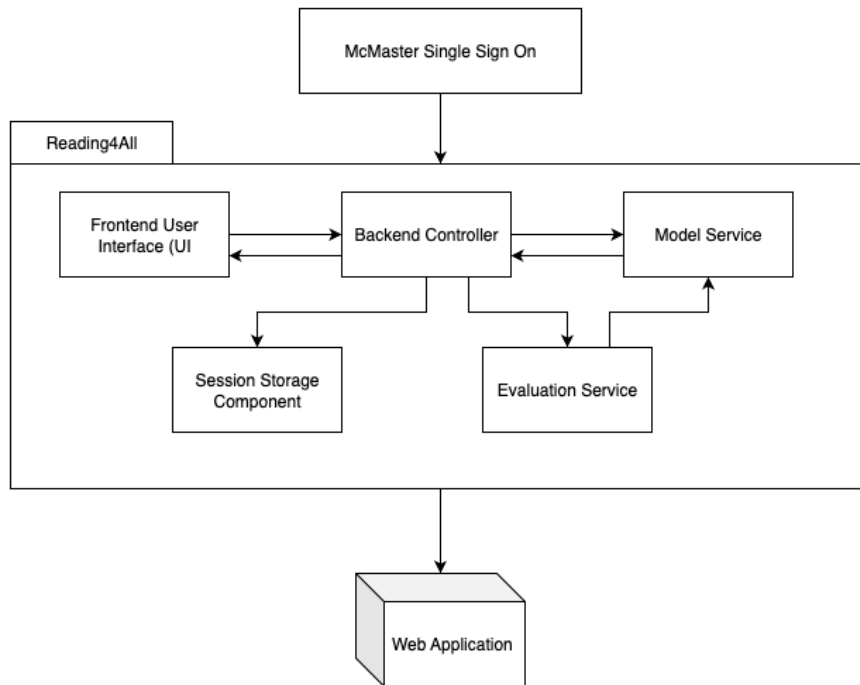 McMaster Single Sign On
Reading4All
Frontend User
Interface (UI
Backend Controller
Model Service
Session Storage
Component
Evaluation Service
Web Application